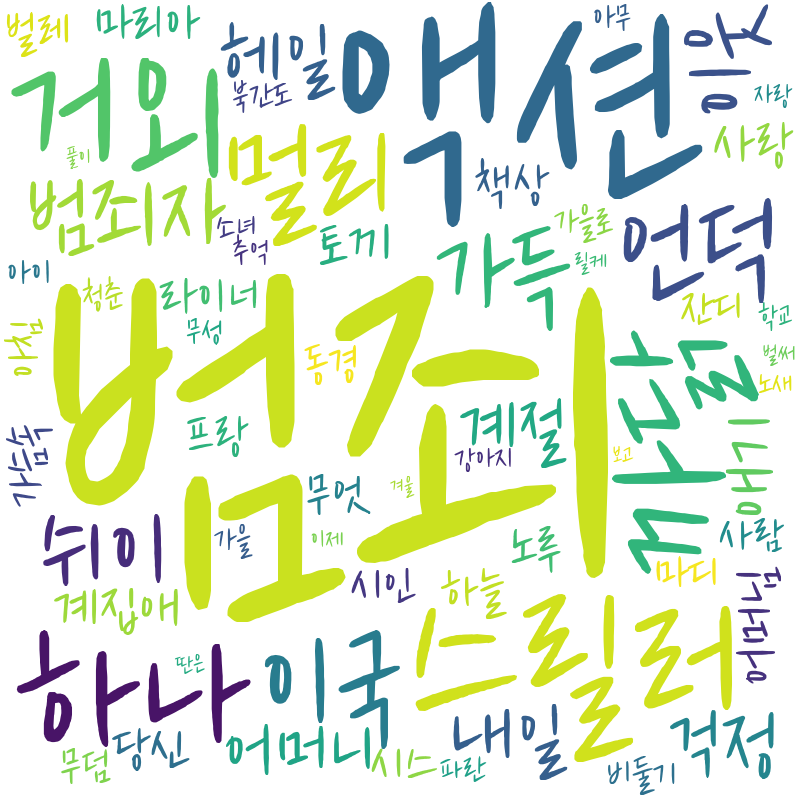 벌레
마리아
헤일
액션
아무
이웃
북간도
자랑
거외
풀이
멀리
책상
사랑
범죄자
소녀
추억
토끼
가득
가을로
릴케
언덕
아이
청춘
라이너
무성
잔디
학교
아침
범죄
동경
까닭
벌써
노새
프랑
계절
강아지
보고
가슴속
무엇
겨울
애기
쉬이
가을
이제
노루
사람
계집애
시인
하늘
마디
하나
딴은
이국
스릴러
당신
어머니
내일
걱정
무덤
시스
파란
비둘기